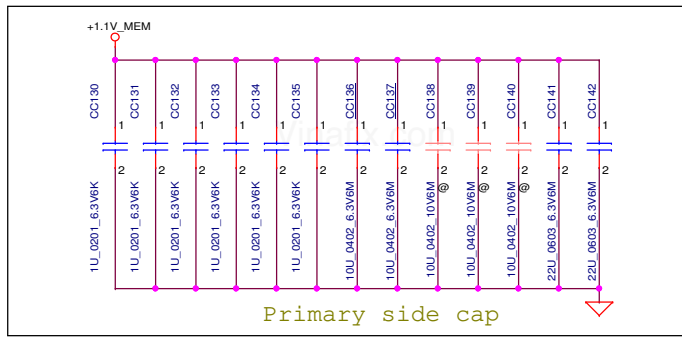 +1.1V_MEM
CC130
CC131
CC132
CC133
CC134
CC135
CC136
CC137
CC138
CC139
CC140
CC141
CC142
1
1
1
1
1
1
1
1
1
1
1
1
1
Vinafix.com
2
2
2
2
2
2
2
2
2
2
2
2
2
@
@
@
1U_0201_6.3V6K
1U_0201_6.3V6K
1U_0201_6.3V6K
1U_0201_6.3V6K
1U_0201_6.3V6K
1U_0201_6.3V6K
10U_0402_6.3V6M
10U_0402_6.3V6M
10U_0402_10V6M
10U_0402_10V6M
10U_0402_10V6M
22U_0603_6.3V6M
22U_0603_6.3V6M
Primary side cap